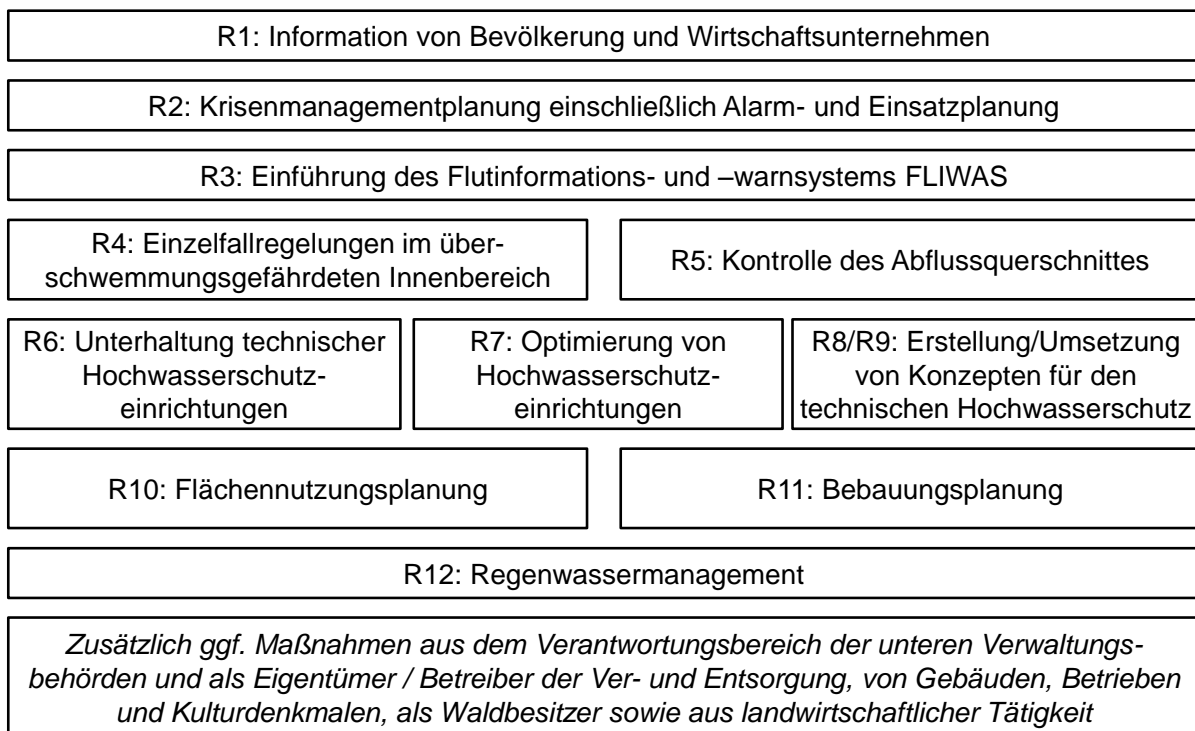 R1: Information von Bevölkerung und Wirtschaftsunternehmen
R2: Krisenmanagementplanung einschließlich Alarm- und Einsatzplanung
R3: Einführung des Flutinformations- und –warnsystems FLIWAS
R4: Einzelfallregelungen im über-
schwemmungsgefährdeten Innenbereich
R5: Kontrolle des Abflussquerschnittes
R6: Unterhaltung technischer
Hochwasserschutz-
einrichtungen
R7: Optimierung von
Hochwasserschutz-
einrichtungen
R8/R9: Erstellung/Umsetzung
von Konzepten für den
technischen Hochwasserschutz
R10: Flächennutzungsplanung
R11: Bebauungsplanung
R12: Regenwassermanagement
Zusätzlich ggf. Maßnahmen aus dem Verantwortungsbereich der unteren Verwaltungs-
behörden und als Eigentümer / Betreiber der Ver- und Entsorgung, von Gebäuden, Betrieben
und Kulturdenkmalen, als Waldbesitzer sowie aus landwirtschaftlicher Tätigkeit